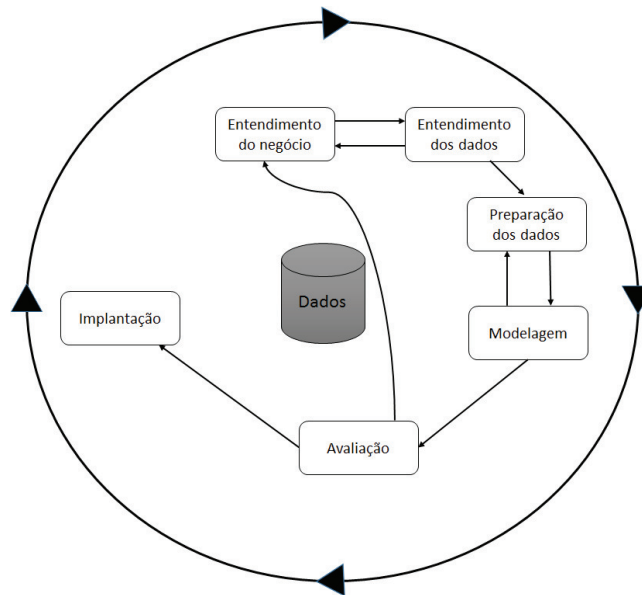 Entendimento
do negócio
Entendimento
dos dados
Preparação
dos dados
Dados
Implantação
Modelagem
Avaliação